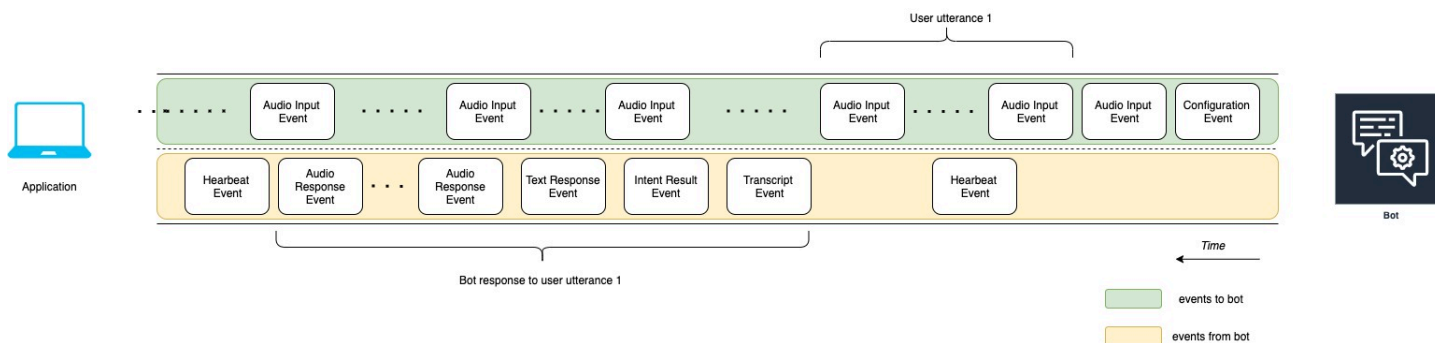 User utterance 1
Audio Input
Event
Audio Input
Event
Audio Input
Event
Audio Input
Event
Audio Input
Event
Audio Input
Event
Configuration
Event
Application
Hearbeat
Event
Audio
Response
Event
Audio
Response
Event
Text Response
Event
Intent Result
Event
Transcript
Event
Hearbeat
Event
Bot
Bot response to user utterance 1
Time
events to bot
events from bot